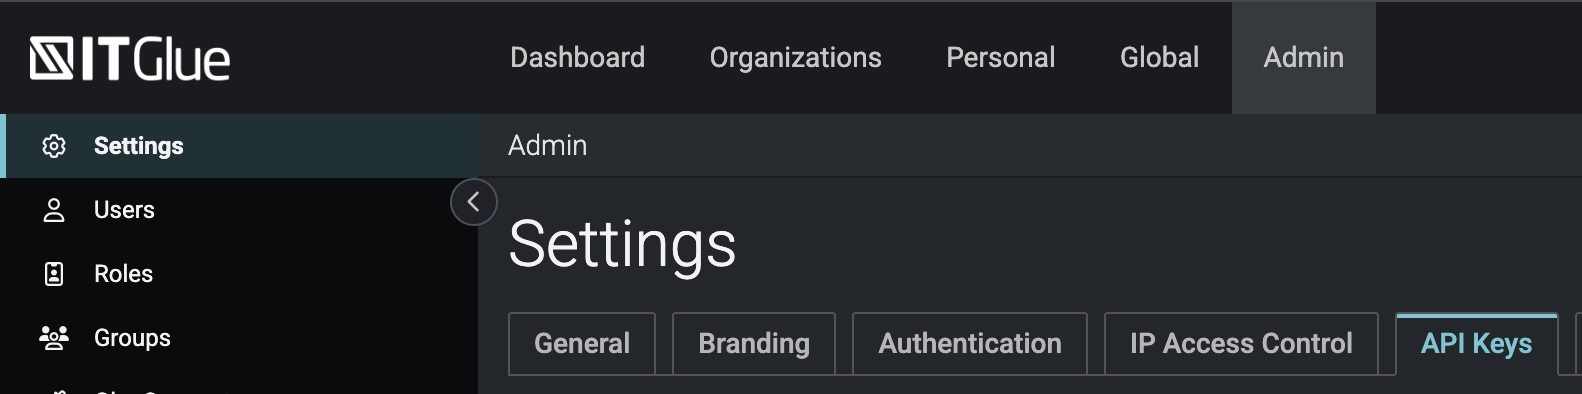 ITGlue
Dashboard Organizations Personal Global Admin
Settings
Users
Roles
Groups
Admin
Settings
General Branding Authentication IP Access Control API Keys